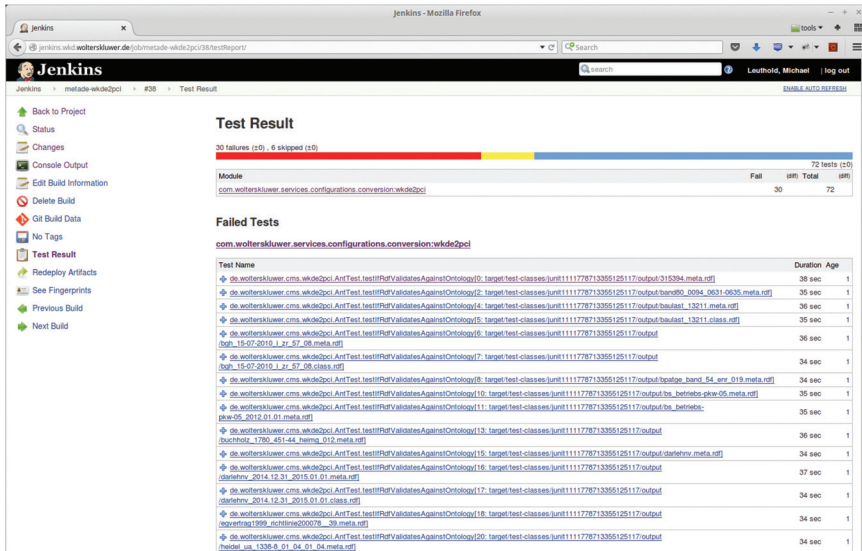 Jenkins - Mozilla Firefox
Jenkins
tools
jenkins.wkd.wolterskluwer.de/job/metade-wkde2pci/38/testReport/
Search
Jenkins
search
Leuthold, Michael | log out
Jenkins metade-wkde2pci #38 Test Result
ENABLE AUTO REFRESH
Back to Project
Status
Changes
Console Output
Edit Build Information
Delete Build
Git Build Data
No Tags
Test Result
Redeploy Artifacts
See Fingerprints
Previous Build
Next Build
Test Result
30 failures (±0) , 6 skipped (±0)
72 tests (±0)
Module Fail (diff) Total (diff)
com.wolterskluwer.services.configurations.conversion:wkde2pci 30 72
Failed Tests
com.wolterskluwer.services.configurations.conversion:wkde2pci
Test Name Duration Age
de.wolterskluwer.cms.wkde2pci.AntTest.testIfRdfValidatesAgainstOntology[0: target/test-classes/junit1111778713355125117/output/315394.meta.rdf] 38 sec 1
de.wolterskluwer.cms.wkde2pci.AntTest.testIfRdfValidatesAgainstOntology[2: target/test-classes/junit1111778713355125117/output/band80_0094_0631-0635.meta.rdf] 35 sec 1
de.wolterskluwer.cms.wkde2pci.AntTest.testIfRdfValidatesAgainstOntology[4: target/test-classes/junit1111778713355125117/output/baulast_13211.meta.rdf] 36 sec 1
de.wolterskluwer.cms.wkde2pci.AntTest.testIfRdfValidatesAgainstOntology[5: target/test-classes/junit1111778713355125117/output/baulast_13211.class.rdf] 35 sec 1
de.wolterskluwer.cms.wkde2pci.AntTest.testIfRdfValidatesAgainstOntology[6: target/test-classes/junit1111778713355125117/output
/bgh_15-07-2010_i_zr_57_08.meta.rdf] 36 sec 1
de.wolterskluwer.cms.wkde2pci.AntTest.testIfRdfValidatesAgainstOntology[7: target/test-classes/junit1111778713355125117/output
/bgh_15-07-2010_i_zr_57_08.class.rdf] 34 sec 1
de.wolterskluwer.cms.wkde2pci.AntTest.testIfRdfValidatesAgainstOntology[8: target/test-classes/junit1111778713355125117/output/bpatge_band_54_enr_019.meta.rdf] 34 sec 1
de.wolterskluwer.cms.wkde2pci.AntTest.testIfRdfValidatesAgainstOntology[10: target/test-classes/junit1111778713355125117/output/bs_betriebs-pkw-05.meta.rdf] 35 sec 1
de.wolterskluwer.cms.wkde2pci.AntTest.testIfRdfValidatesAgainstOntology[11: target/test-classes/junit1111778713355125117/output/bs_betriebs-
pkw-05_2012.01.01.meta.rdf] 35 sec 1
de.wolterskluwer.cms.wkde2pci.AntTest.testIfRdfValidatesAgainstOntology[13: target/test-classes/junit1111778713355125117/output
/buchholz_1780_451-44_heimg_012.meta.rdf] 36 sec 1
de.wolterskluwer.cms.wkde2pci.AntTest.testIfRdfValidatesAgainstOntology[15: target/test-classes/junit1111778713355125117/output/darlehnv.meta.rdf] 34 sec 1
de.wolterskluwer.cms.wkde2pci.AntTest.testIfRdfValidatesAgainstOntology[16: target/test-classes/junit1111778713355125117/output
/darlehnv_2014.12.31_2015.01.01.meta.rdf] 37 sec 1
de.wolterskluwer.cms.wkde2pci.AntTest.testIfRdfValidatesAgainstOntology[17: target/test-classes/junit1111778713355125117/output
/darlehnv_2014.12.31_2015.01.01.class.rdf] 34 sec 1
de.wolterskluwer.cms.wkde2pci.AntTest.testIfRdfValidatesAgainstOntology[18: target/test-classes/junit1111778713355125117/output
/egvertrag1999_richtlinie200078__39.meta.rdf] 34 sec 1
de.wolterskluwer.cms.wkde2pci.AntTest.testIfRdfValidatesAgainstOntology[20: target/test-classes/junit1111778713355125117/output
/heidel_ua_1338-8_01_04_01_04.meta.rdf] 34 sec 1